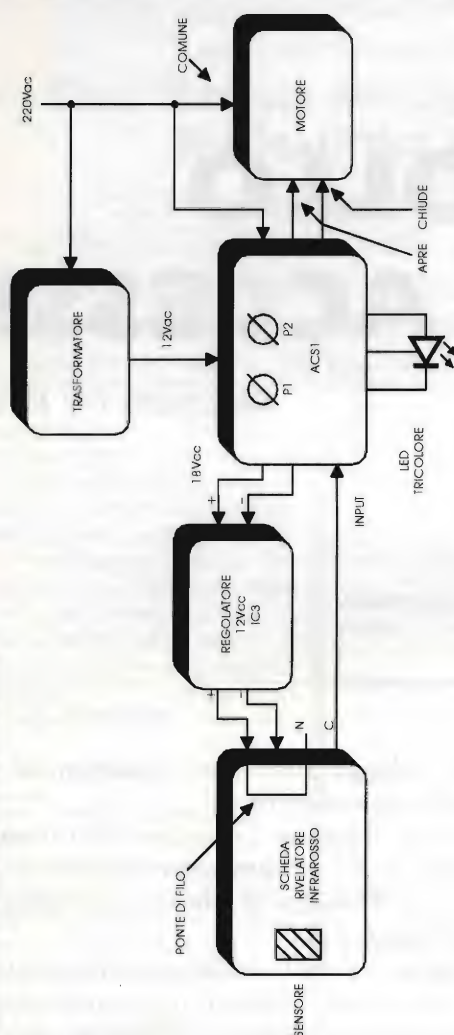 220Vac
COMUNE
TRASFORMATORE
12Vac
MOTORE
APRE
CHIUDE
P1
P2
ACS1
LED
TRICOLORE
18Vcc
+
-
REGOLATORE
12Vcc
IC3
INPUT
+
-
N
C
PONTE DI FILO
SCHEDA
RIVELATORE
INFRAROSSO
SENSORE